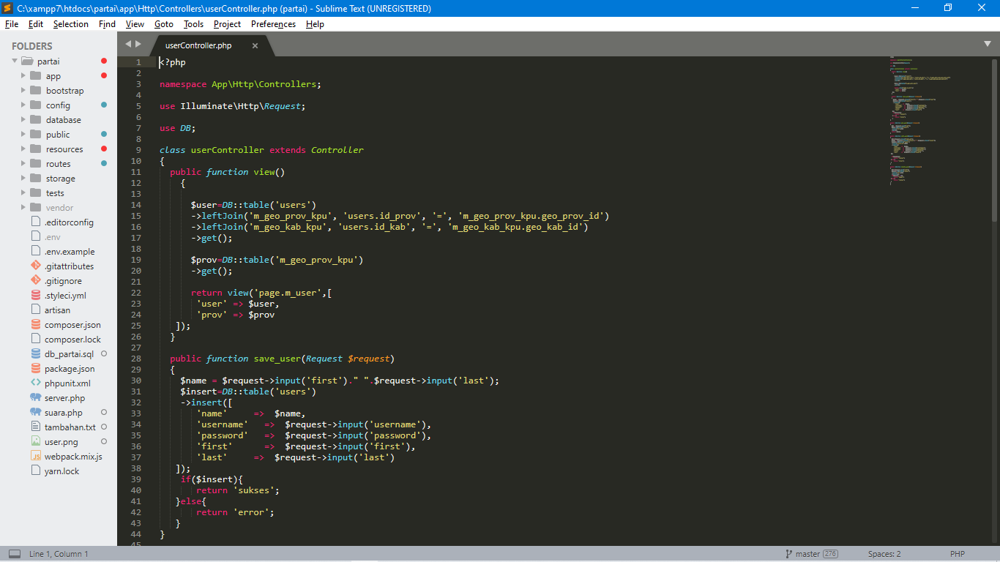 C:\xampp7\htdocs\partai\app\Http\Controllers\userController.php (partai) - Sublime Text (UNREGISTERED)
File Edit Selection Find View Goto Tools Project Preferences Help
FOLDERS
partai
app
bootstrap
config
database
public
resources
routes
storage
tests
vendor
.editorconfig
.env
.env.example
.gitattributes
.gitignore
.styleci.yml
artisan
composer.json
composer.lock
db_partai.sql
package.json
phpunit.xml
server.php
suara.php
tambahan.txt
user.png
webpack.mix.js
yarn.lock
userController.php ×
1 <?php
2
3 namespace App\Http\Controllers;
4
5 use Illuminate\Http\Request;
6
7 use DB;
8
9 class userController extends Controller
10 {
11 public function view()
12 {
13
14 $user=DB::table('users')
15 ->leftJoin('m_geo_prov_kpu', 'users.id_prov', '=', 'm_geo_prov_kpu.geo_prov_id')
16 ->leftJoin('m_geo_kab_kpu', 'users.id_kab', '=', 'm_geo_kab_kpu.geo_kab_id')
17 ->get();
18
19 $prov=DB::table('m_geo_prov_kpu')
20 ->get();
21
22 return view('page.m_user',[
23 'user' => $user,
24 'prov' => $prov
25 ]);
26 }
27
28 public function save_user(Request $request)
29 {
30 $name = $request->input('first')." ".$request->input('last');
31 $insert=DB::table('users')
32 ->insert([
33 'name' => $name,
34 'username' => $request->input('username'),
35 'password' => $request->input('password'),
36 'first' => $request->input('first'),
37 'last' => $request->input('last')
38 ]);
39 if($insert){
40 return 'sukses';
41 }else{
42 return 'error';
43 }
44 }
45
Line 1, Column 1
master 276
Spaces: 2
PHP